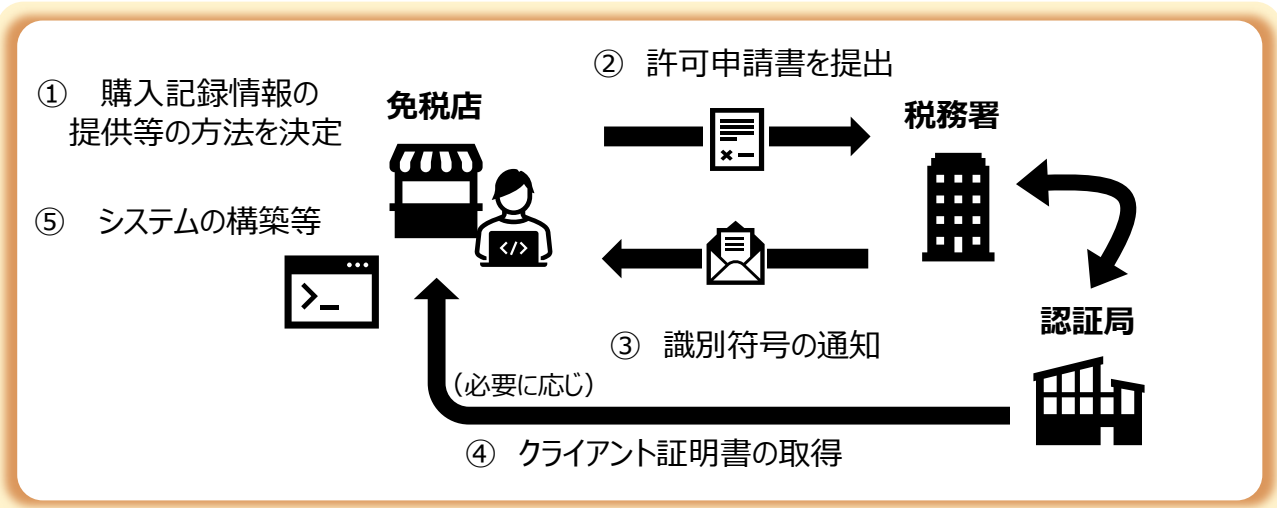 ① 購入記録情報の
提供等の方法を決定
免税店
② 許可申請書を提出
税務署
⑤ システムの構築等
</>
>_
③ 識別符号の通知
認証局
（必要に応じ）
④ クライアント証明書の取得